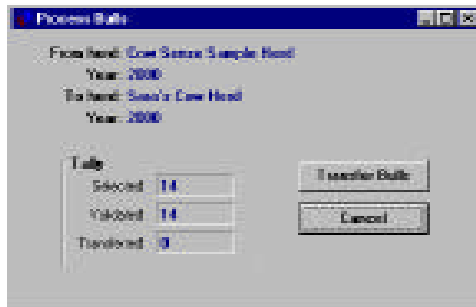 Process Bulls
From herd: Cow Sense Sample Herd
Year: 2000
To herd: Cow Herd
Year: 2000
Tally
Selected: 14
Validated: 14
Transferred: 0
Transfer Bulls
Cancel